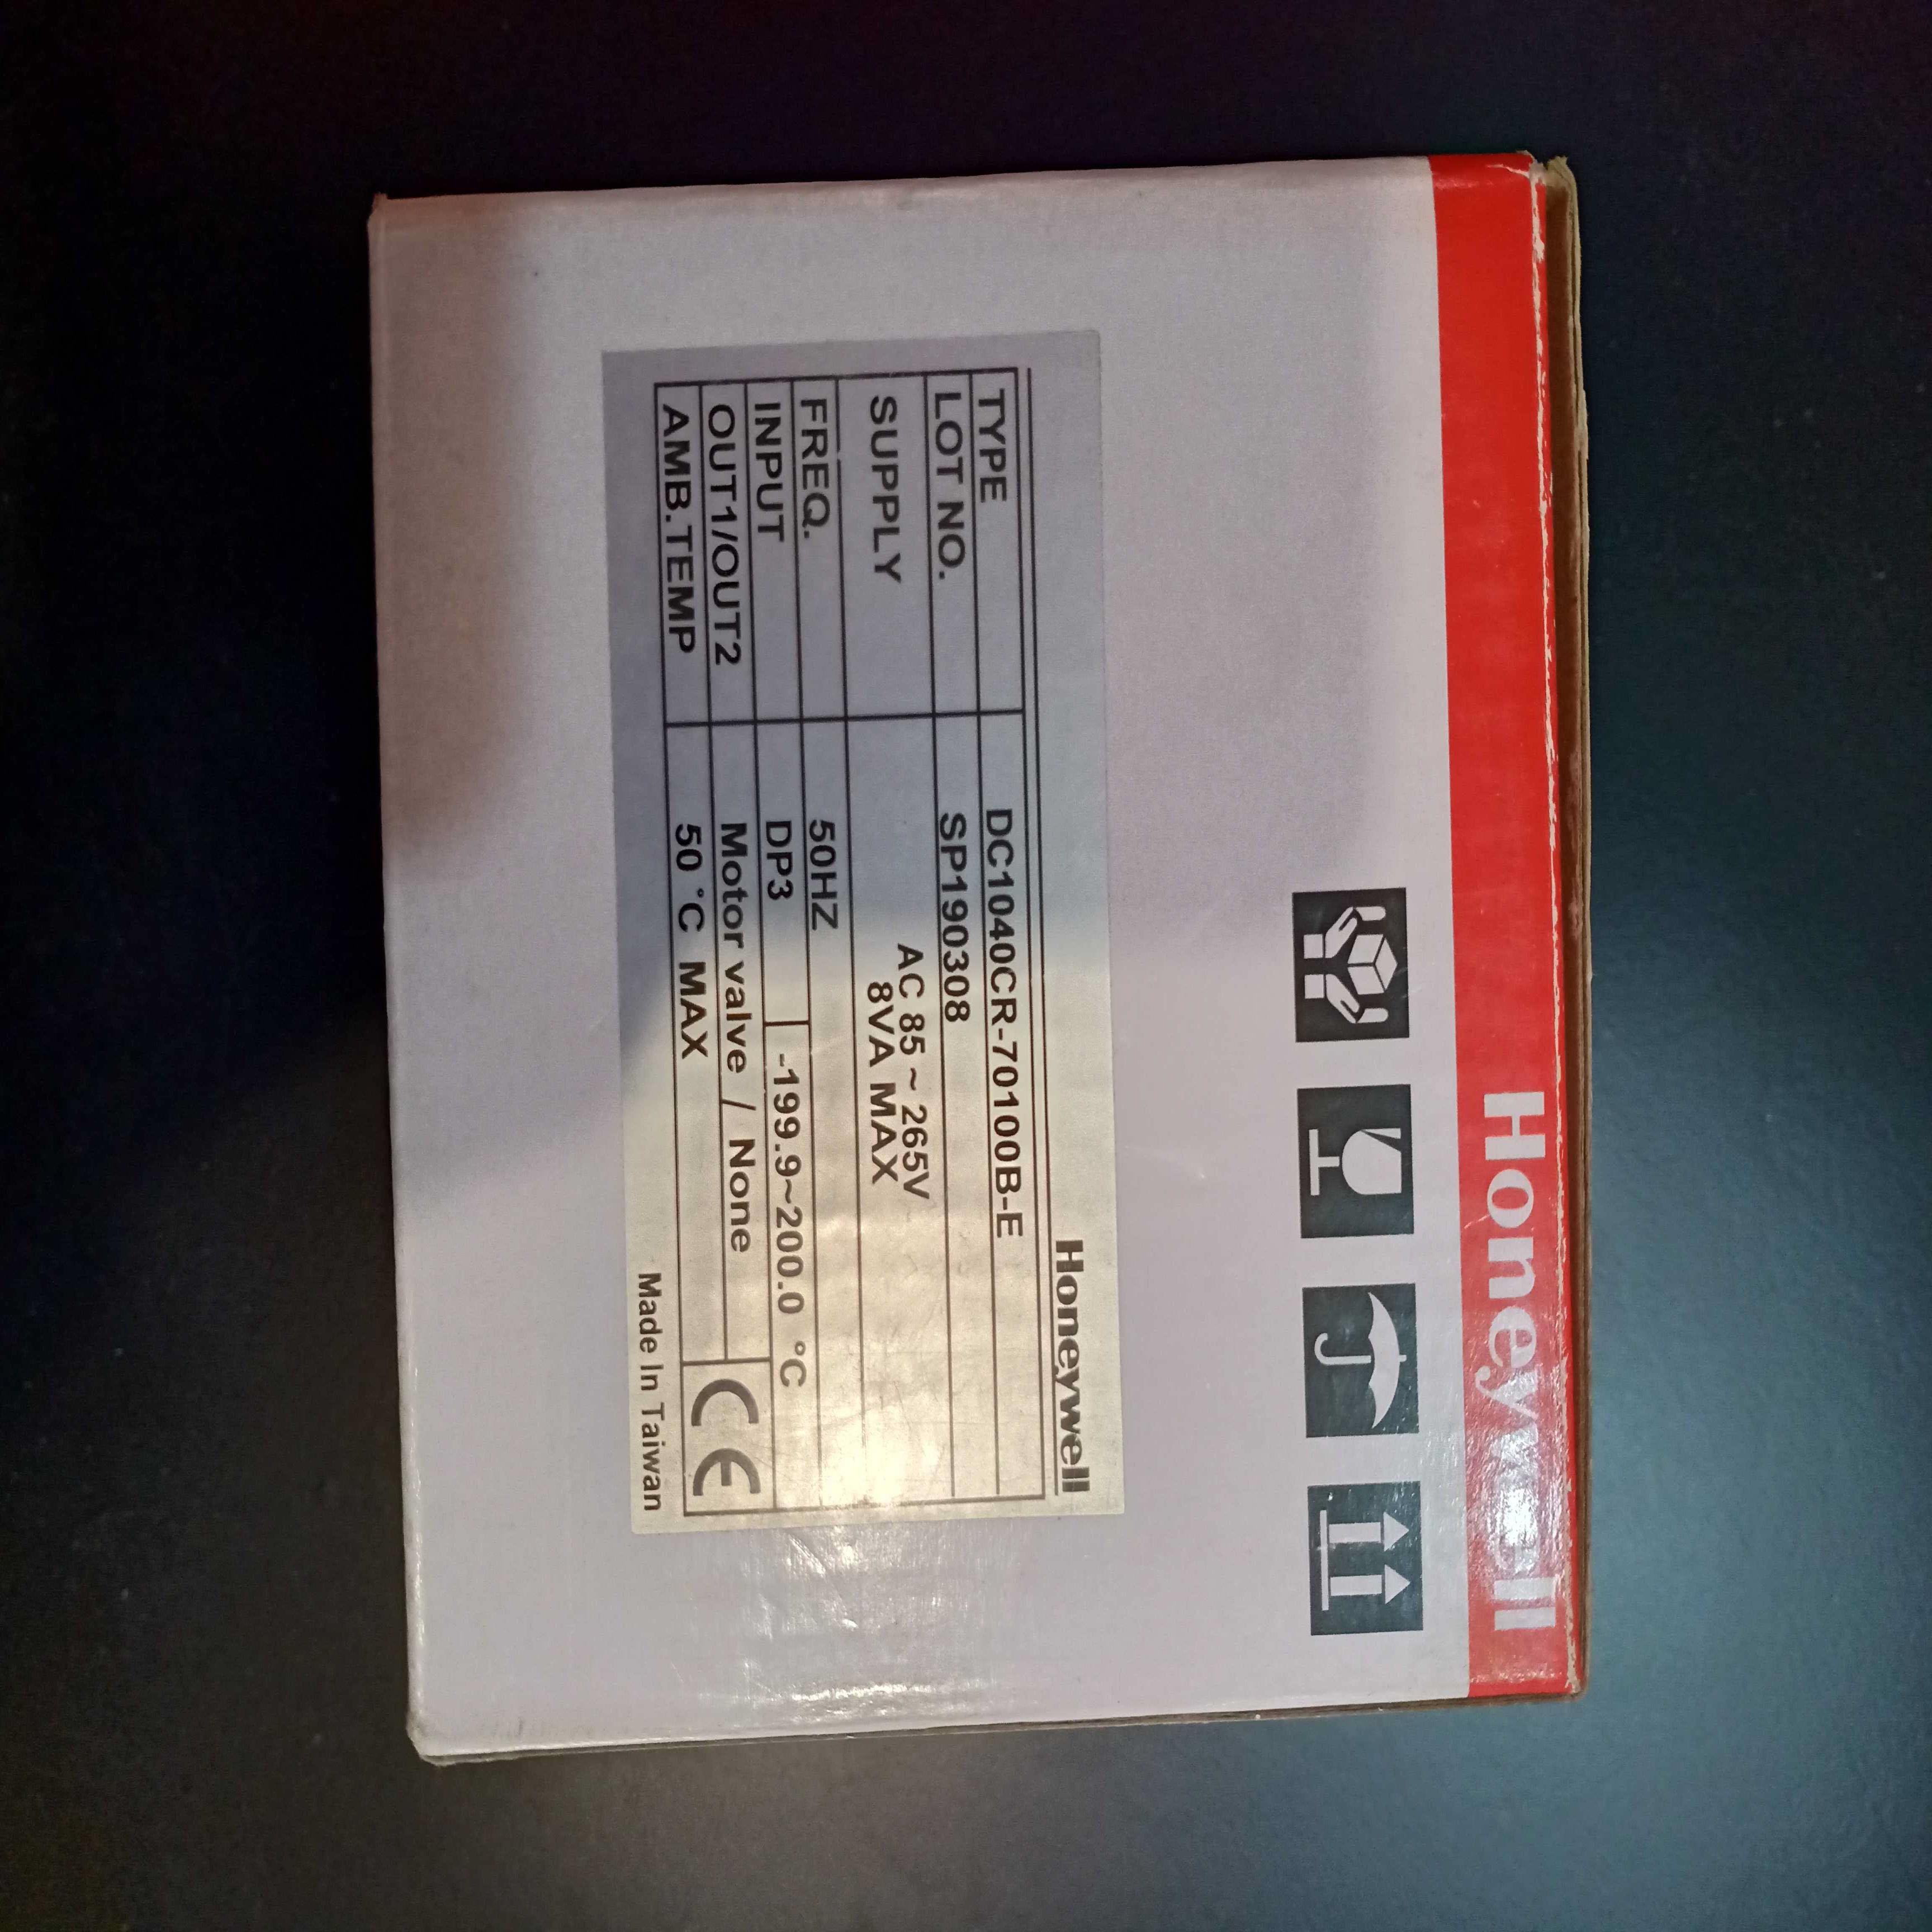 Honeywell
Honeywell
TYPE DC1040CR-70100B-E
LOT NO. SP190308
SUPPLY AC 85 ~ 265V
8VA MAX
FREQ. 50HZ
INPUT DP3 -199.9~200.0 °C
OUT1/OUT2 Motor valve / None
AMB.TEMP 50 °C MAX
CE
Made In Taiwan